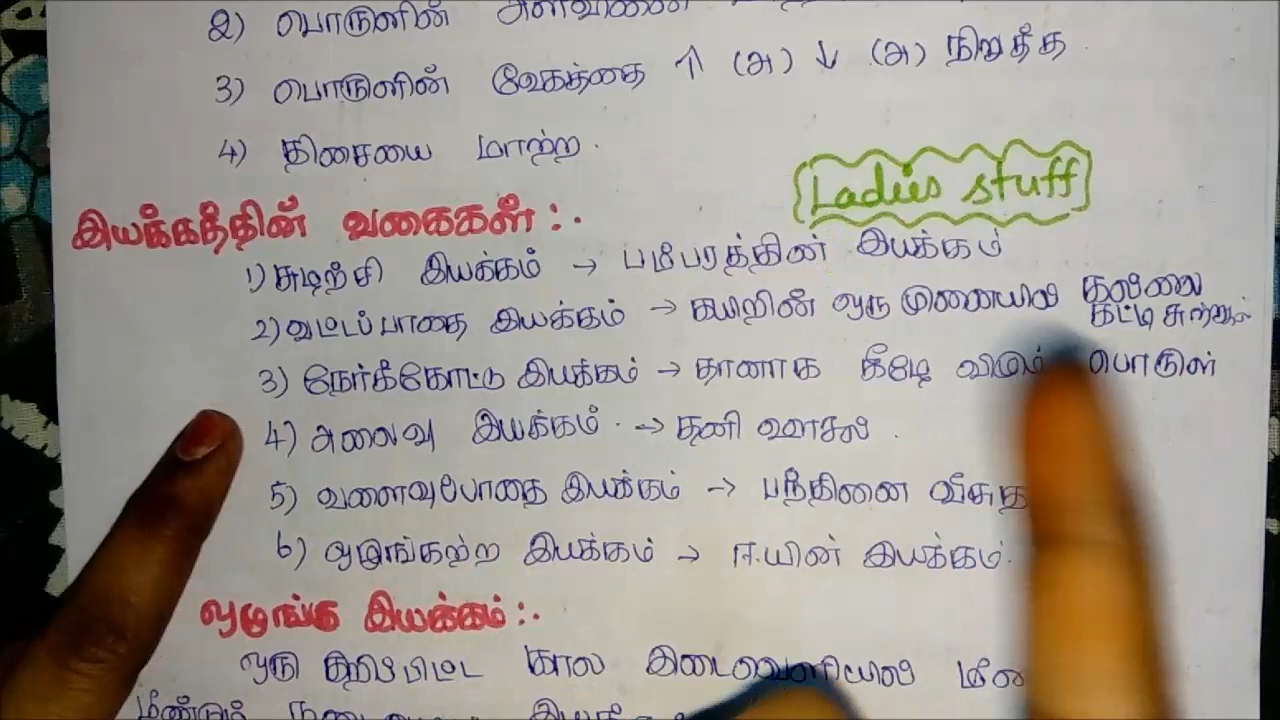 2) பொருளின்
3) பொருளின் வேகத்தை ↑ (அ) ↓ (அ) நிறுத்த
4) திசையை மாற்ற.
Ladies stuff
இயக்கத்தின் வகைகள் :-
1) சுழற்சி இயக்கம் → பம்பரத்தின் இயக்கம்
2) வட்டப்பாதை இயக்கம் → கயிறின் ஒரு முனையில் கல்லை கட்டி சுற்றுதல்
3) நேர்க்கோட்டு இயக்கம் → தானாக கீழே விழும் பொருள்
4) அலைவு இயக்கம். → தனி ஊசல்.
5) வளைவுபாதை இயக்கம் → பந்தினை வீசுத
6) ஒழுங்கற்ற இயக்கம் → ஈயின் இயக்கம்.
ஒழுங்கு இயக்கம் :-
ஒரு குறிப்பிட்ட கால இடைவெளியில்
மீண்டும்